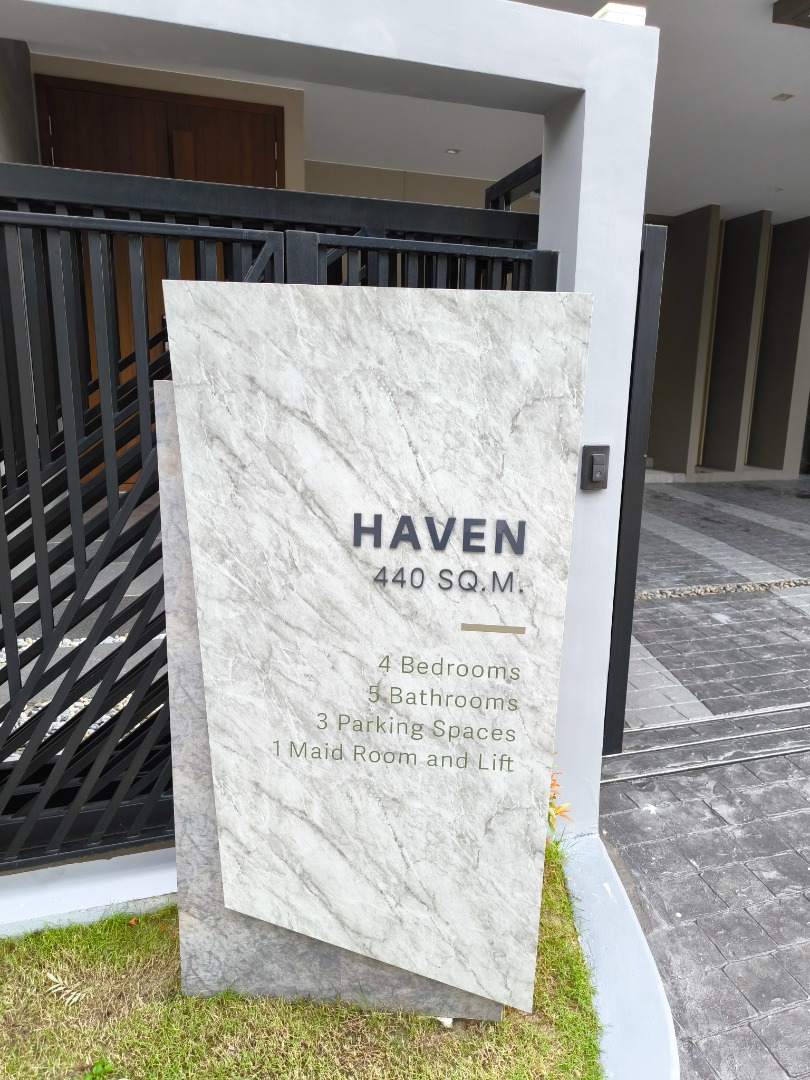 HAVEN
440 SQ.M.
4 Bedrooms
5 Bathrooms
3 Parking Spaces
1 Maid Room and Lift